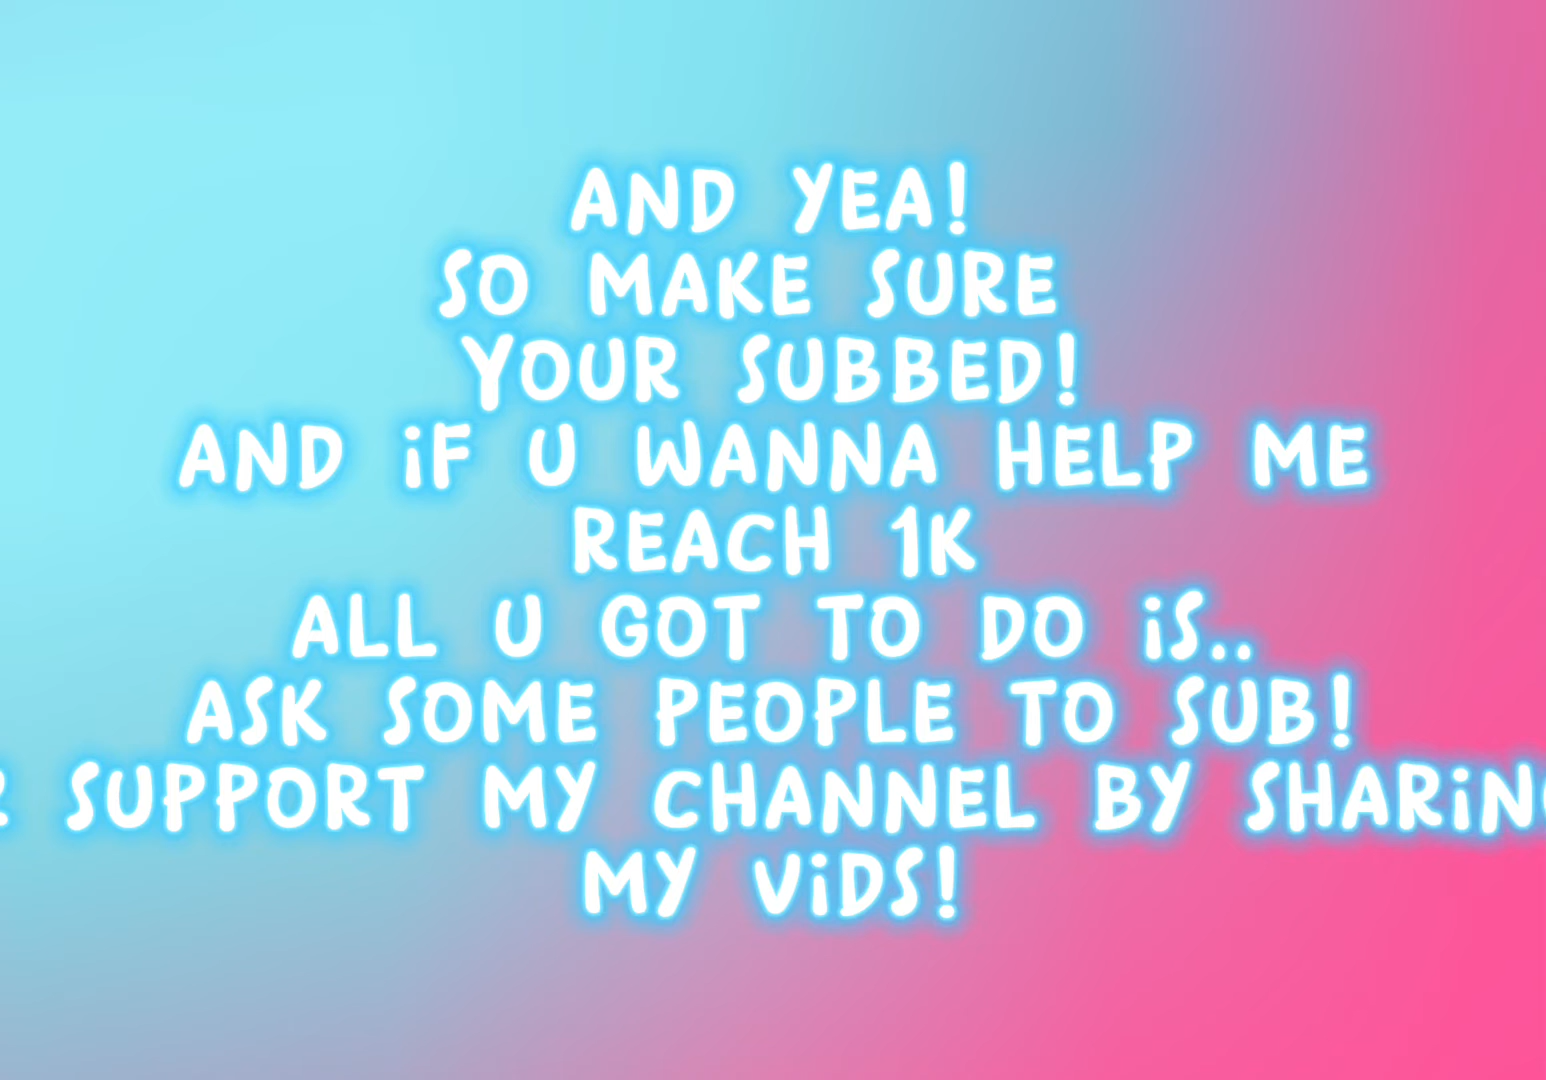 AND YEA!
SO MAKE SURE
YOUR SUBBED!
AND iF U WANNA HELP ME
REACH 1K
ALL U GOT TO DO iS..
ASK SOME PEOPLE TO SUB!
SUPPORT MY CHANNEL BY SHARiN
MY ViDS!